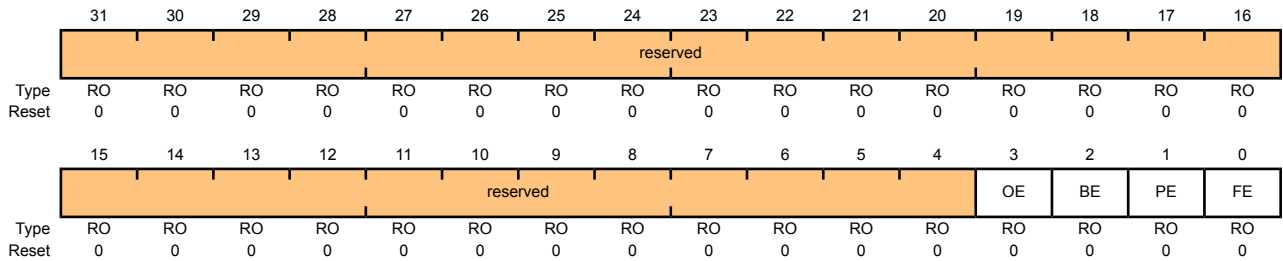 31 30 29 28 27 26 25 24 23 22 21 20 19 18 17 16
reserved
Type RO RO RO RO RO RO RO RO RO RO RO RO RO RO RO RO
Reset 0 0 0 0 0 0 0 0 0 0 0 0 0 0 0 0
15 14 13 12 11 10 9 8 7 6 5 4 3 2 1 0
reserved OE BE PE FE
Type RO RO RO RO RO RO RO RO RO RO RO RO RO RO RO RO
Reset 0 0 0 0 0 0 0 0 0 0 0 0 0 0 0 0